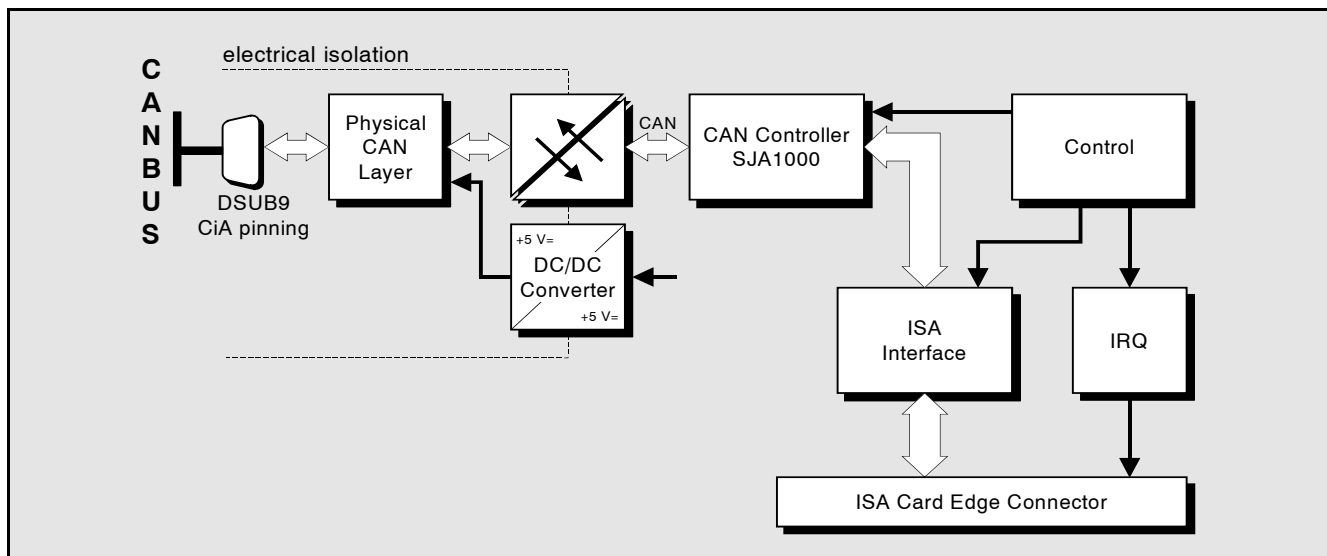 electrical isolation
CANBUS
DSUB9
CiA pinning
Physical
CAN
Layer
CAN
CAN Controller
SJA1000
Control
+5 V=
DC/DC
Converter
+5 V=
ISA
Interface
IRQ
ISA Card Edge Connector